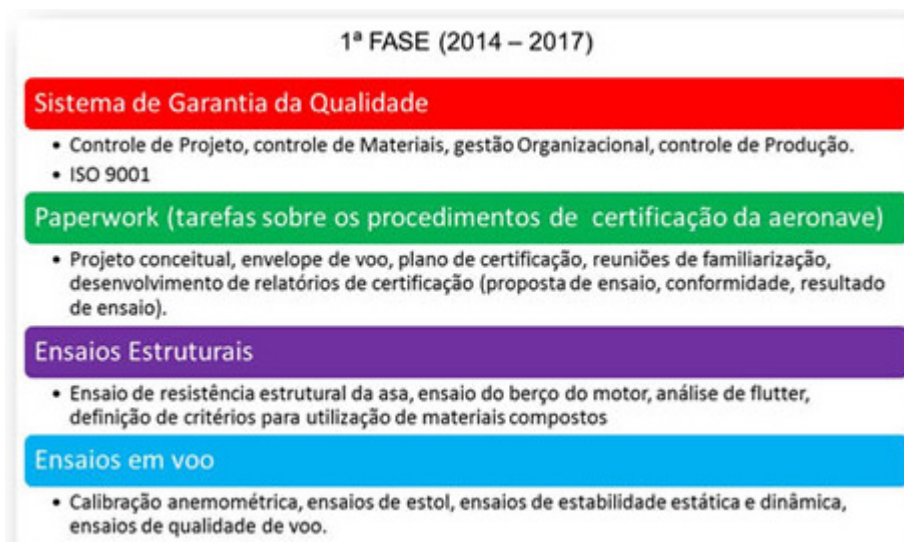 1ª FASE (2014 – 2017)
Sistema de Garantia da Qualidade
• Controle de Projeto, controle de Materiais, gestão Organizacional, controle de Produção.
• ISO 9001
Paperwork (tarefas sobre os procedimentos de certificação da aeronave)
• Projeto conceitual, envelope de voo, plano de certificação, reuniões de familiarização,
desenvolvimento de relatórios de certificação (proposta de ensaio, conformidade, resultado
de ensaio).
Ensaios Estruturais
• Ensaio de resistência estrutural da asa, ensaio do berço do motor, análise de flutter,
definição de critérios para utilização de materiais compostos
Ensaios em voo
• Calibração anemométrica, ensaios de estol, ensaios de estabilidade estática e dinâmica,
ensaios de qualidade de voo.